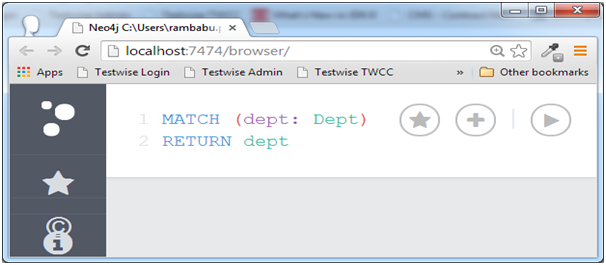 Neo4j C:\Users\rambabu.
localhost:7474/browser/
Apps Testwise Login Testwise Admin Testwise TWCC » Other bookmarks
1 MATCH (dept: Dept)
2 RETURN dept